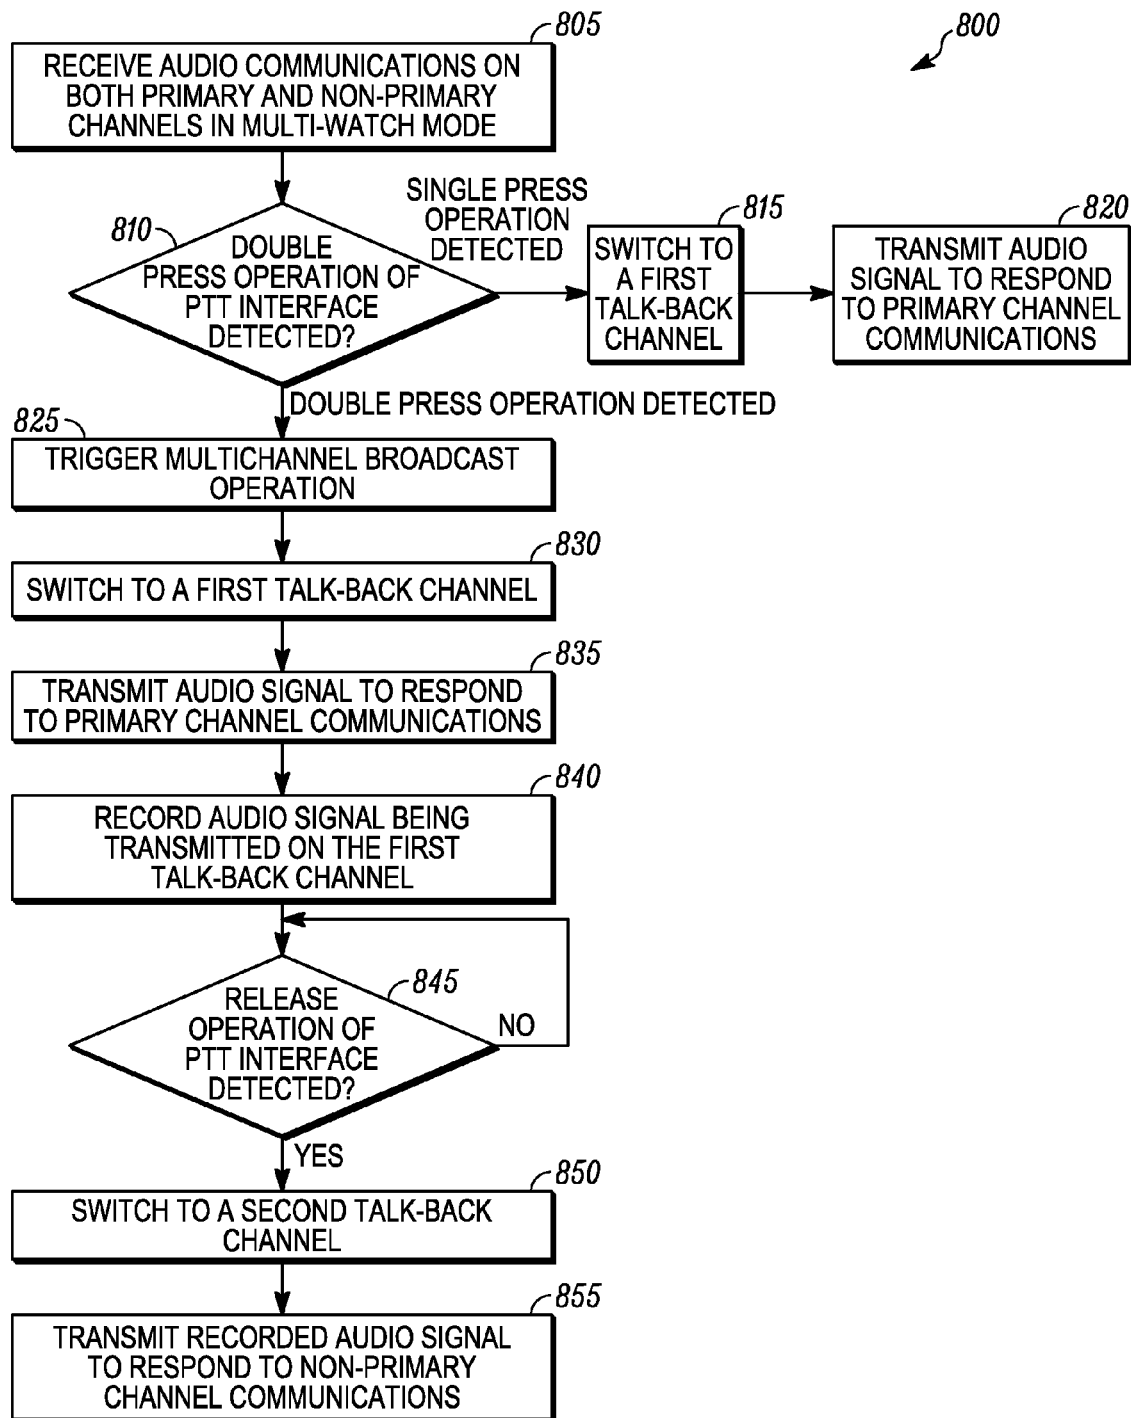 805
800
RECEIVE AUDIO COMMUNICATIONS ON
BOTH PRIMARY AND NON-PRIMARY
CHANNELS IN MULTI-WATCH MODE
810
DOUBLE
PRESS OPERATION OF
PTT INTERFACE
DETECTED?
SINGLE PRESS
OPERATION
DETECTED
815
SWITCH TO
A FIRST
TALK-BACK
CHANNEL
820
TRANSMIT AUDIO
SIGNAL TO RESPOND
TO PRIMARY CHANNEL
COMMUNICATIONS
DOUBLE PRESS OPERATION DETECTED
825
TRIGGER MULTICHANNEL BROADCAST
OPERATION
830
SWITCH TO A FIRST TALK-BACK CHANNEL
835
TRANSMIT AUDIO SIGNAL TO RESPOND
TO PRIMARY CHANNEL COMMUNICATIONS
840
RECORD AUDIO SIGNAL BEING
TRANSMITTED ON THE FIRST
TALK-BACK CHANNEL
845
RELEASE
OPERATION OF
PTT INTERFACE
DETECTED?
NO
YES
850
SWITCH TO A SECOND TALK-BACK
CHANNEL
855
TRANSMIT RECORDED AUDIO SIGNAL
TO RESPOND TO NON-PRIMARY
CHANNEL COMMUNICATIONS